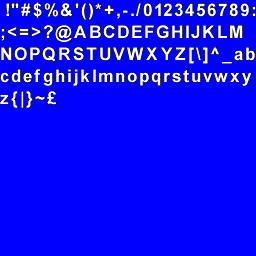 !"#$%&'()*+,-./0123456789:
;<=>?@ABCDEFGHIJKLM
NOPQRSTUVWXYZ[\]^_ab
cdefghijklmnopqrstuvwxy
z{|}~£